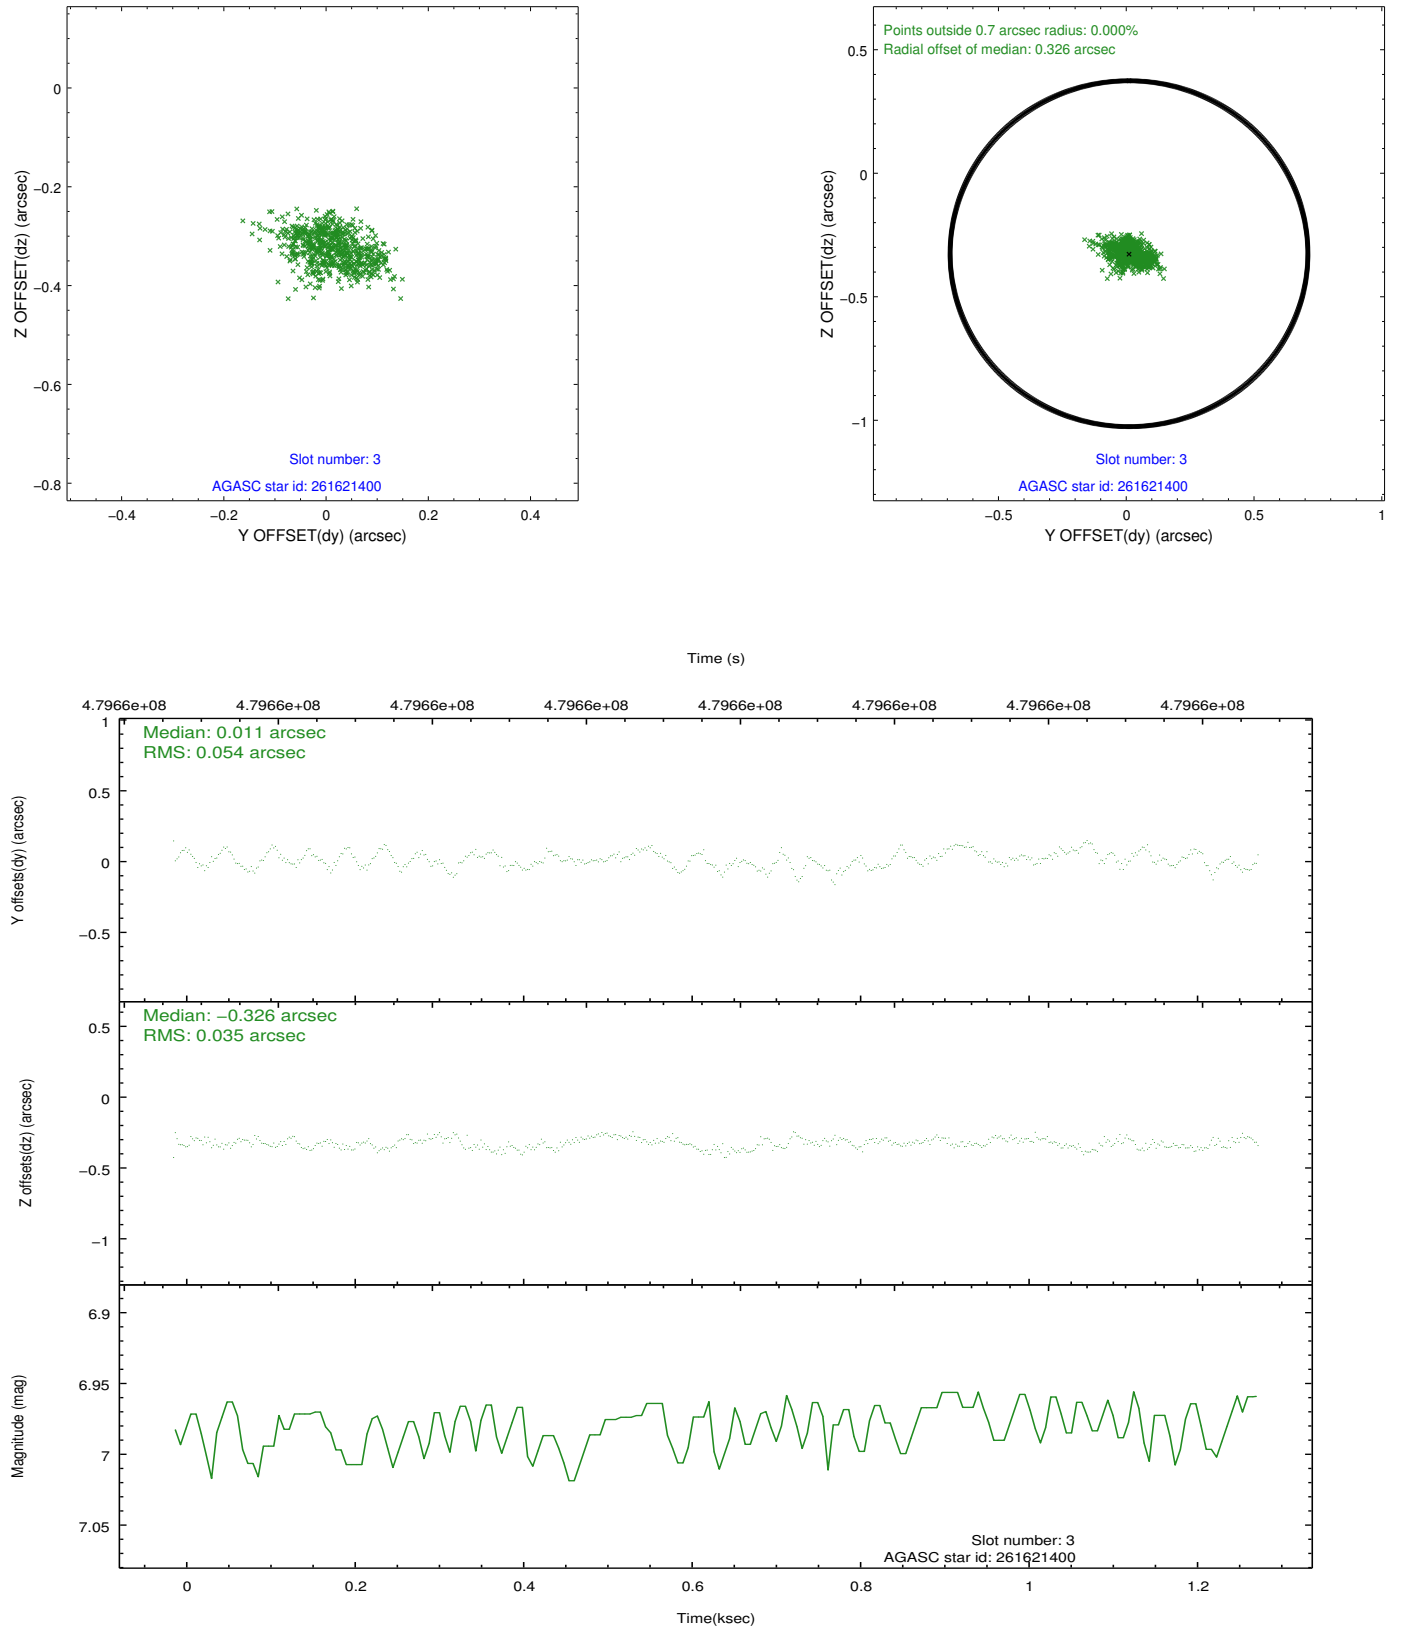 0
−0.2
−0.4
−0.6
−0.8
Z OFFSET(dz) (arcsec)
Slot number: 3
AGASC star id: 261621400
−0.4 −0.2 0 0.2 0.4
Y OFFSET(dy) (arcsec)
Points outside 0.7 arcsec radius: 0.000%
Radial offset of median: 0.326 arcsec
0.5
0
−0.5
−1
Z OFFSET(dz) (arcsec)
Slot number: 3
AGASC star id: 261621400
−0.5 0 0.5 1
Y OFFSET(dy) (arcsec)
Time (s)
4.7966e+08 4.7966e+08 4.7966e+08 4.7966e+08 4.7966e+08 4.7966e+08 4.7966e+08 4.7966e+08
Median: 0.011 arcsec
RMS: 0.054 arcsec
1
0.5
0
−0.5
Y offsets(dy) (arcsec)
Median: −0.326 arcsec
RMS: 0.035 arcsec
0.5
0
−0.5
−1
Z offsets(dz) (arcsec)
6.9
6.95
7
7.05
Magnitude (mag)
Slot number: 3
AGASC star id: 261621400
0 0.2 0.4 0.6 0.8 1 1.2
Time(ksec)